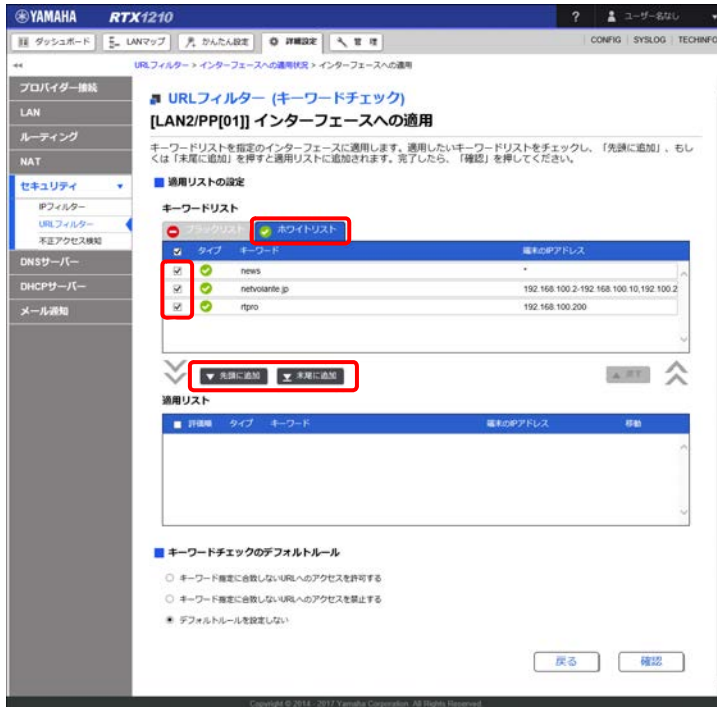 YAMAHA RTX1210 ? ユーザー名なし
ダッシュボード LANマップ かんたん設定 詳細設定 管理 CONFIG SYSLOG TECHINFO
URLフィルター > インターフェースへの適用状況 > インターフェースへの適用
プロバイダー接続
LAN
ルーティング
NAT
セキュリティ
IPフィルター
URLフィルター
不正アクセス検知
DNSサーバー
DHCPサーバー
メール通知
URLフィルター (キーワードチェック)
[LAN2/PP[01]] インターフェースへの適用
キーワードリストを指定のインターフェースに適用します。適用したいキーワードリストをチェックし、「先頭に追加」、もし
くは「末尾に追加」を押すと適用リストに追加されます。完了したら、「確認」を押してください。
適用リストの設定
キーワードリスト
ブラックリスト ホワイトリスト
タイプ キーワード 端末のIPアドレス
news *
netvolante.jp 192.168.100.2-192.168.100.10,192.168.100.2
rtpro 192.168.100.200
先頭に追加 末尾に追加 戻す
適用リスト
評価順 タイプ キーワード 端末のIPアドレス 移動
キーワードチェックのデフォルトルール
キーワード指定に合致しないURLへのアクセスを許可する
キーワード指定に合致しないURLへのアクセスを禁止する
デフォルトルールを設定しない
戻る 確認
Copyright © 2014 - 2017 Yamaha Corporation. All Rights Reserved.